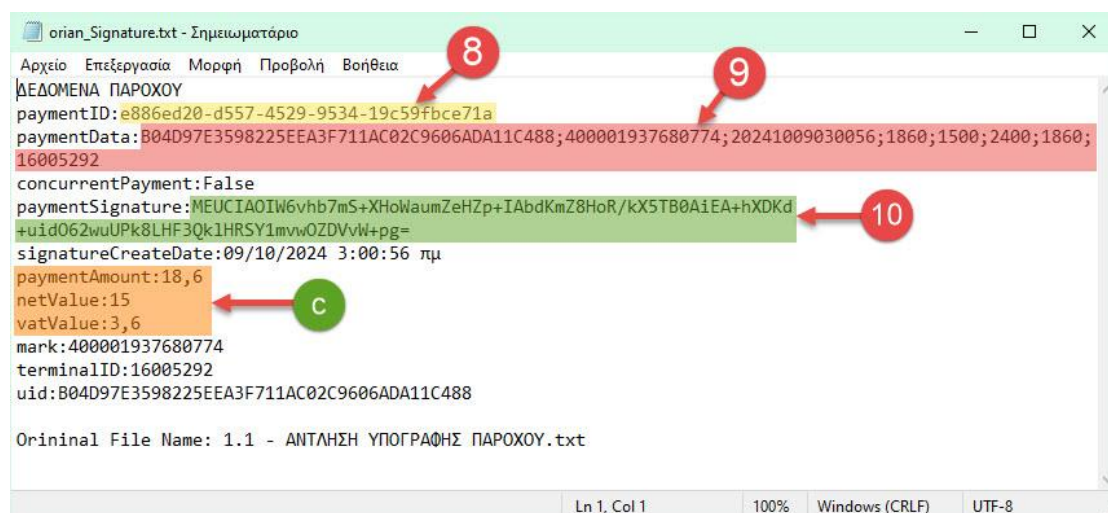 orian_Signature.txt - Σημειωματάριο
Αρχείο Επεξεργασία Μορφή Προβολή Βοήθεια
8
9
ΔΕΔΟΜΕΝΑ ΠΑΡΟΧΟΥ
paymentID:e886ed20-d557-4529-9534-19c59fbce71a
paymentData:B04D97E3598225EEA3F711AC02C9606ADA11C488;400001937680774;20241009030056;1860;1500;2400;1860;
16005292
concurrentPayment:False
paymentSignature:MEUCIAOIW6vhb7mS+XHoWaumZeHZp+IAbdKmZ8HoR/kX5TB0AiEA+hXDKd
+uidO62wuUPk8LHF3QklHRSY1mvwOZDVvW+pg=
10
signatureCreateDate:09/10/2024 3:00:56 πμ
paymentAmount:18,6
netValue:15
vatValue:3,6
C
mark:400001937680774
terminalID:16005292
uid:B04D97E3598225EEA3F711AC02C9606ADA11C488
Orininal File Name: 1.1 - ΑΝΤΛΗΣΗ ΥΠΟΓΡΑΦΗΣ ΠΑΡΟΧΟΥ.txt
Ln 1, Col 1 100% Windows (CRLF) UTF-8